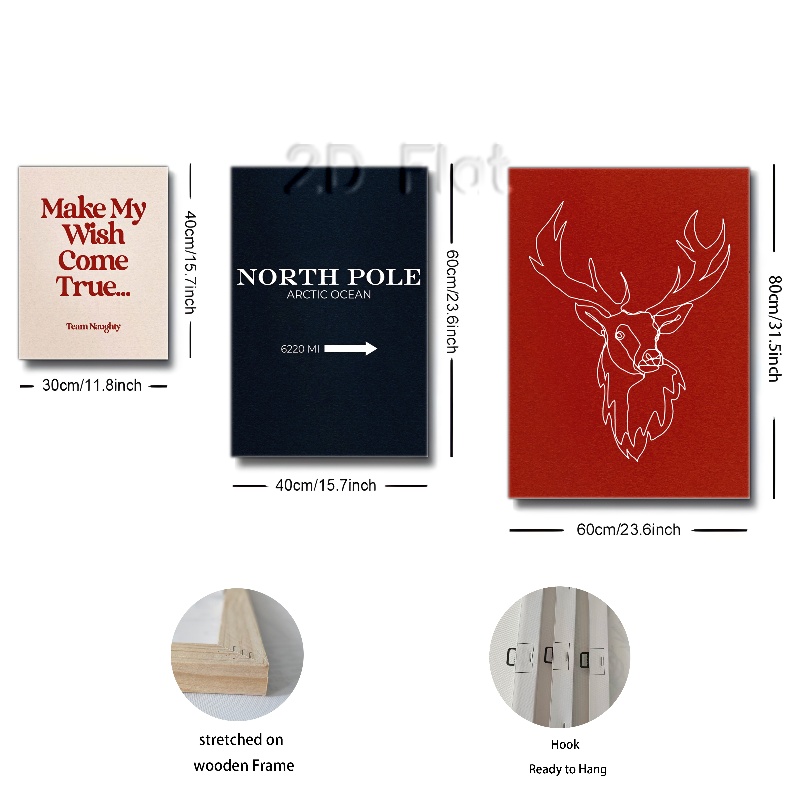 2D Flat
Make My
Wish
Come
True...
Team Naughty
40cm/15.7inch
30cm/11.8inch
NORTH POLE
ARCTIC OCEAN
6220 MI
60cm/23.6inch
40cm/15.7inch
80cm/31.5inch
60cm/23.6inch
stretched on
wooden Frame
Hook
Ready to Hang